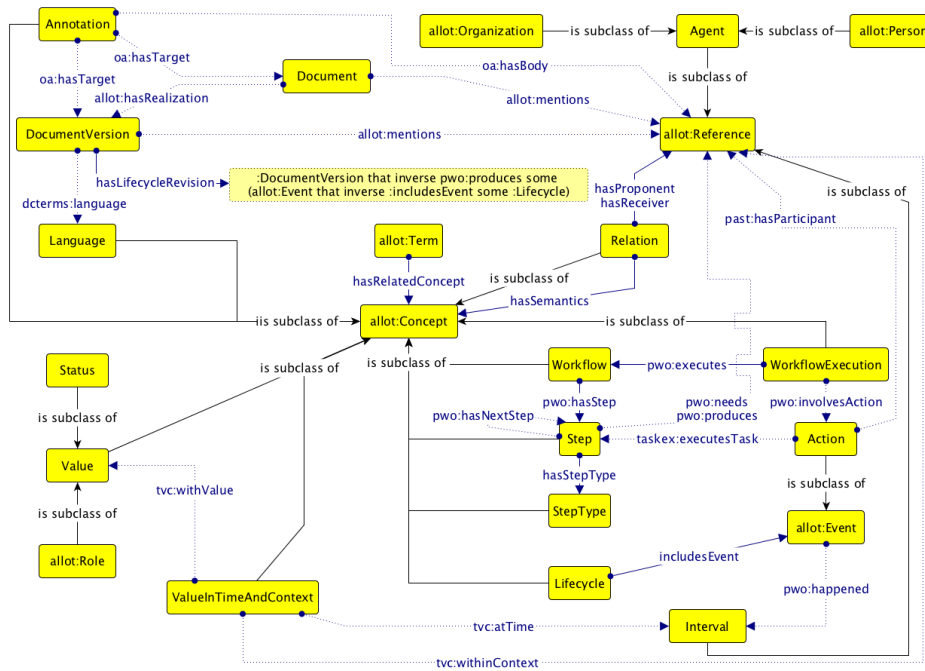 Annotation
allot:Organization
is subclass of
Agent
is subclass of
allot:Person
oa:hasTarget
oa:hasBody
oa:hasTarget
Document
is subclass of
allot:hasRealization
allot:mentions
DocumentVersion
allot:mentions
allot:Reference
hasLifecycleRevision
:DocumentVersion that inverse pwo:produces some
(allot:Event that inverse :includesEvent some :Lifecycle)
hasProponent
hasReceiver
is subclass of
dcterms:language
past:hasParticipant
Language
allot:Term
Relation
hasRelatedConcept
is subclass of
hasSemantics
iis subclass of
allot:Concept
is subclass of
Status
is subclass of
is subclass of
Workflow
pwo:executes
WorkflowExecution
is subclass of
pwo:hasStep
pwo:needs
pwo:produces
pwo:involvesAction
pwo:hasNextStep
Step
taskex:executesTask
Action
Value
hasStepType
is subclass of
tvc:withValue
is subclass of
StepType
allot:Event
allot:Role
includesEvent
Lifecycle
pwo:happened
ValueInTimeAndContext
tvc:atTime
Interval
tvc:withinContext